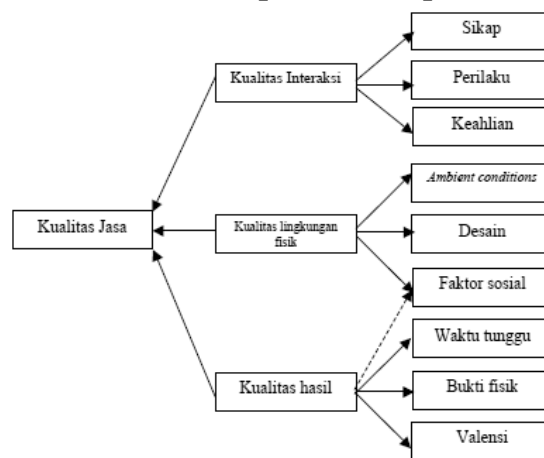 Sikap
Kualitas Interaksi
Perilaku
Keahlian
Ambient conditions
Kualitas Jasa
Kualitas lingkungan
fisik
Desain
Faktor sosial
Waktu tunggu
Kualitas hasil
Bukti fisik
Valensi